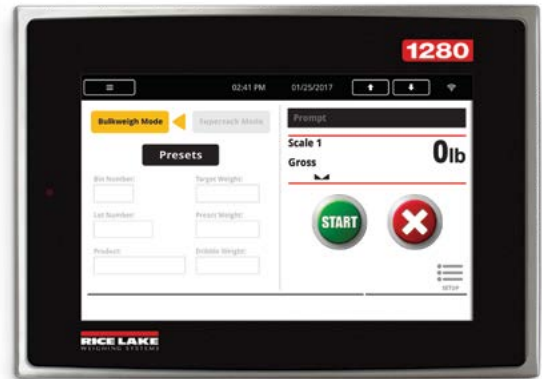 1280
02:41 PM 01/25/2017
Bulkweigh Mode
Supersack Mode
Presets
Bin Number:
Target Weight:
Lot Number:
Preset Weight:
Product:
Dribble Weight:
Prompt
Scale 1
Gross
0lb
START
SETUP
RICE LAKE
WEIGHING SYSTEMS